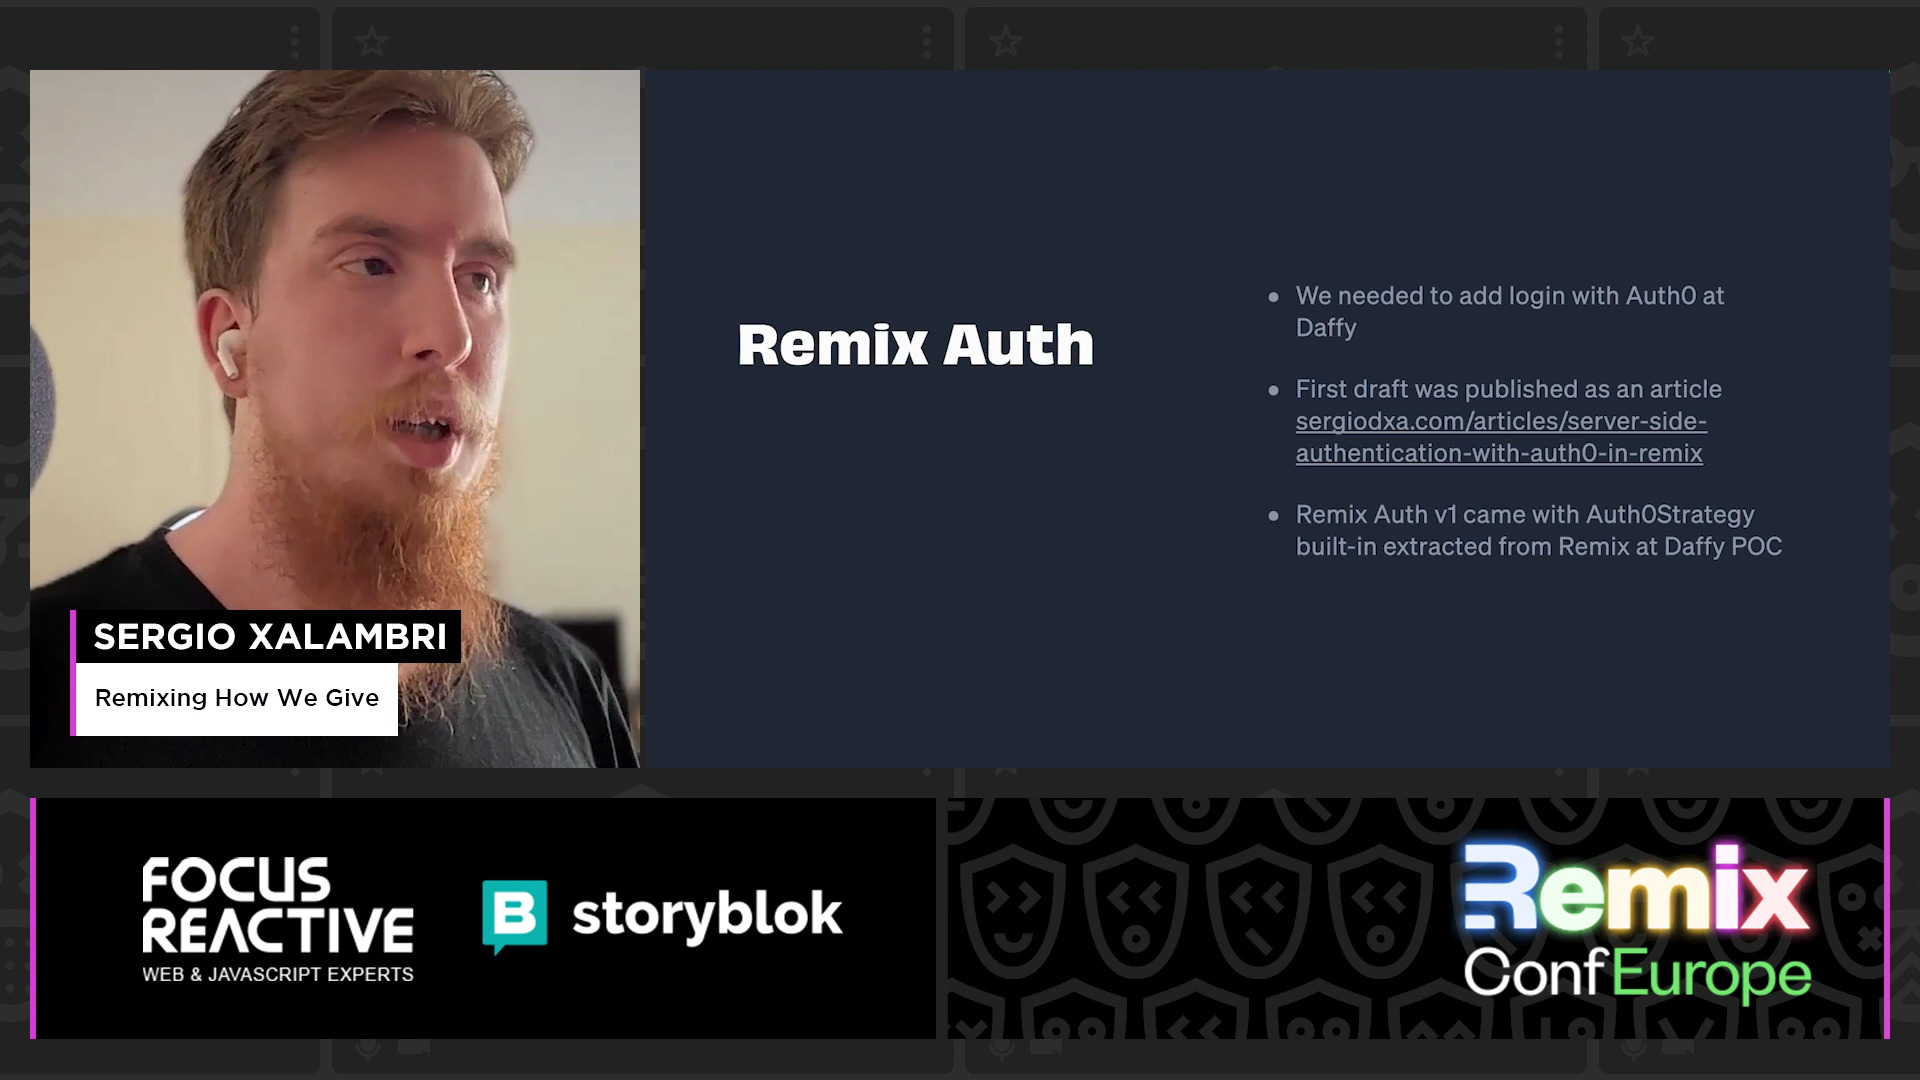 Remix Auth
We needed to add login with Auth0 at
Daffy
First draft was published as an article
sergiodxa.com/articles/server-side-
authentication-with-auth0-in-remix
Remix Auth v1 came with Auth0Strategy
built-in extracted from Remix at Daffy POC
SERGIO XALAMBRI
Remixing How We Give
FOCUS
REACTIVE
WEB & JAVASCRIPT EXPERTS
B storyblok
Remix
Conf Europe